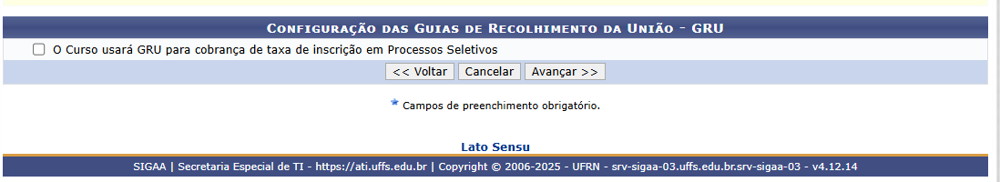 Configuração das Guias de Recolhimento da União - GRU
O Curso usará GRU para cobrança de taxa de inscrição em Processos Seletivos
<< Voltar Cancelar Avançar >>
Campos de preenchimento obrigatório.
Lato Sensu
SIGAA | Secretaria Especial de TI - https://ati.uffs.edu.br | Copyright © 2006-2025 - UFRN - srv-sigaa-03.uffs.edu.br.srv-sigaa-03 - v4.12.14